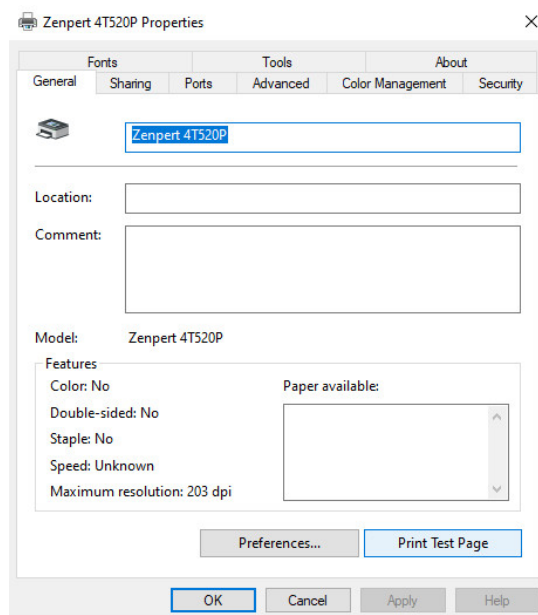 Zenpert 4T520P Properties
Fonts Tools About
General Sharing Ports Advanced Color Management Security
Zenpert 4T520P
Location:
Comment:
Model: Zenpert 4T520P
Features
Color: No
Paper available:
Double-sided: No
Staple: No
Speed: Unknown
Maximum resolution: 203 dpi
Preferences... Print Test Page
OK Cancel Apply Help